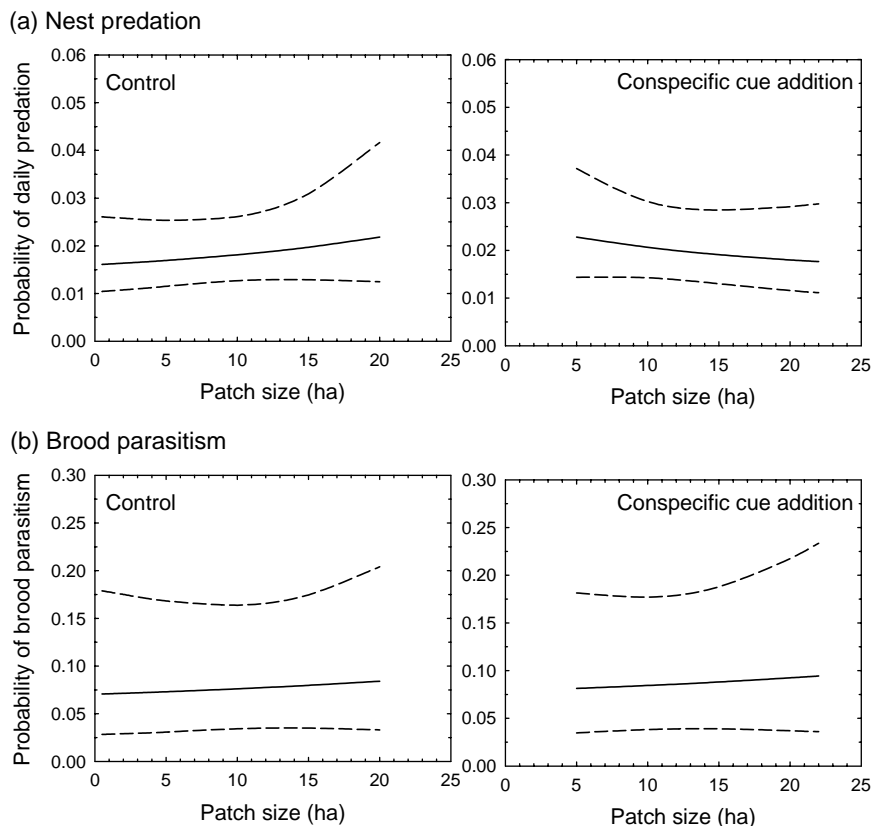 (a) Nest predation
Probability of daily predation
0.06
0.05
0.04
0.03
0.02
0.01
0.00
Control
0 5 10 15 20 25
Patch size (ha)
0.06
0.05
0.04
0.03
0.02
0.01
0.00
Conspecific cue addition
0 5 10 15 20 25
Patch size (ha)
(b) Brood parasitism
Probability of brood parasitism
0.30
0.25
0.20
0.15
0.10
0.05
0.00
Control
0 5 10 15 20 25
Patch size (ha)
0.30
0.25
0.20
0.15
0.10
0.05
0.00
Conspecific cue addition
0 5 10 15 20 25
Patch size (ha)